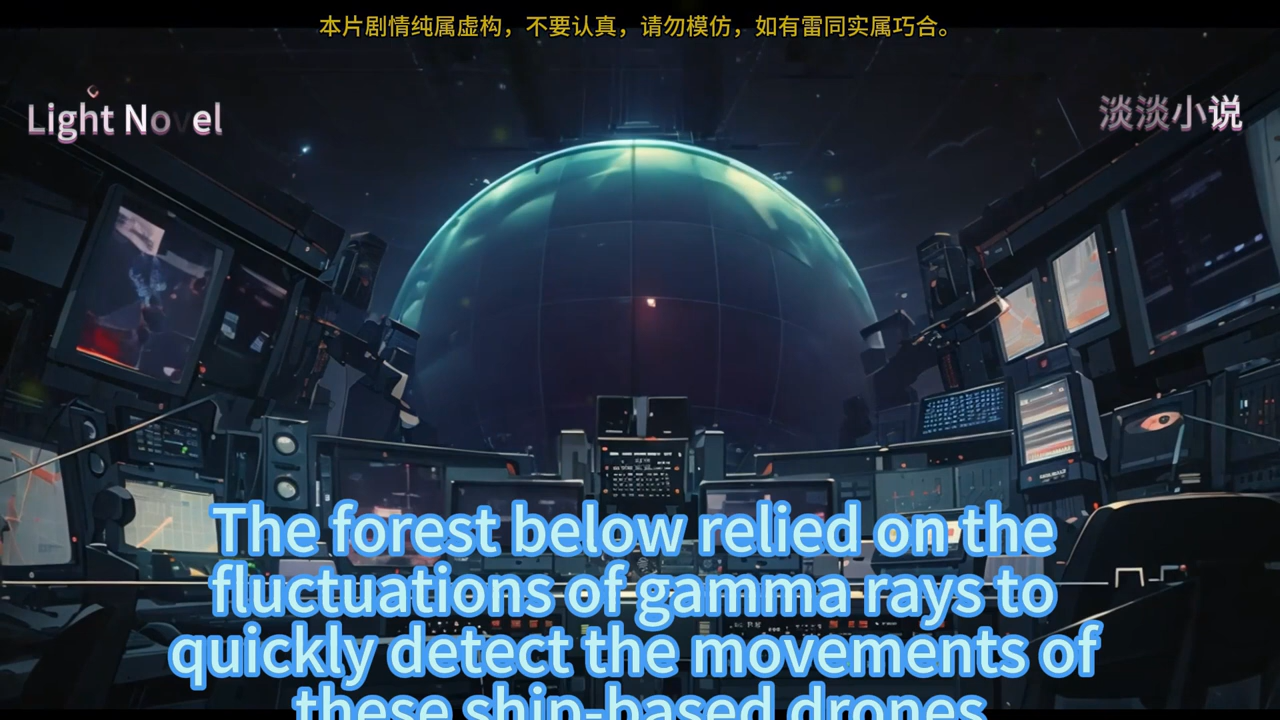 本片剧情纯属虚构，不要认真，请勿模仿，如有雷同实属巧合。
Light Novel
淡淡小说
The forest below relied on the
fluctuations of gamma rays to
quickly detect the movements of
these ship-based drones